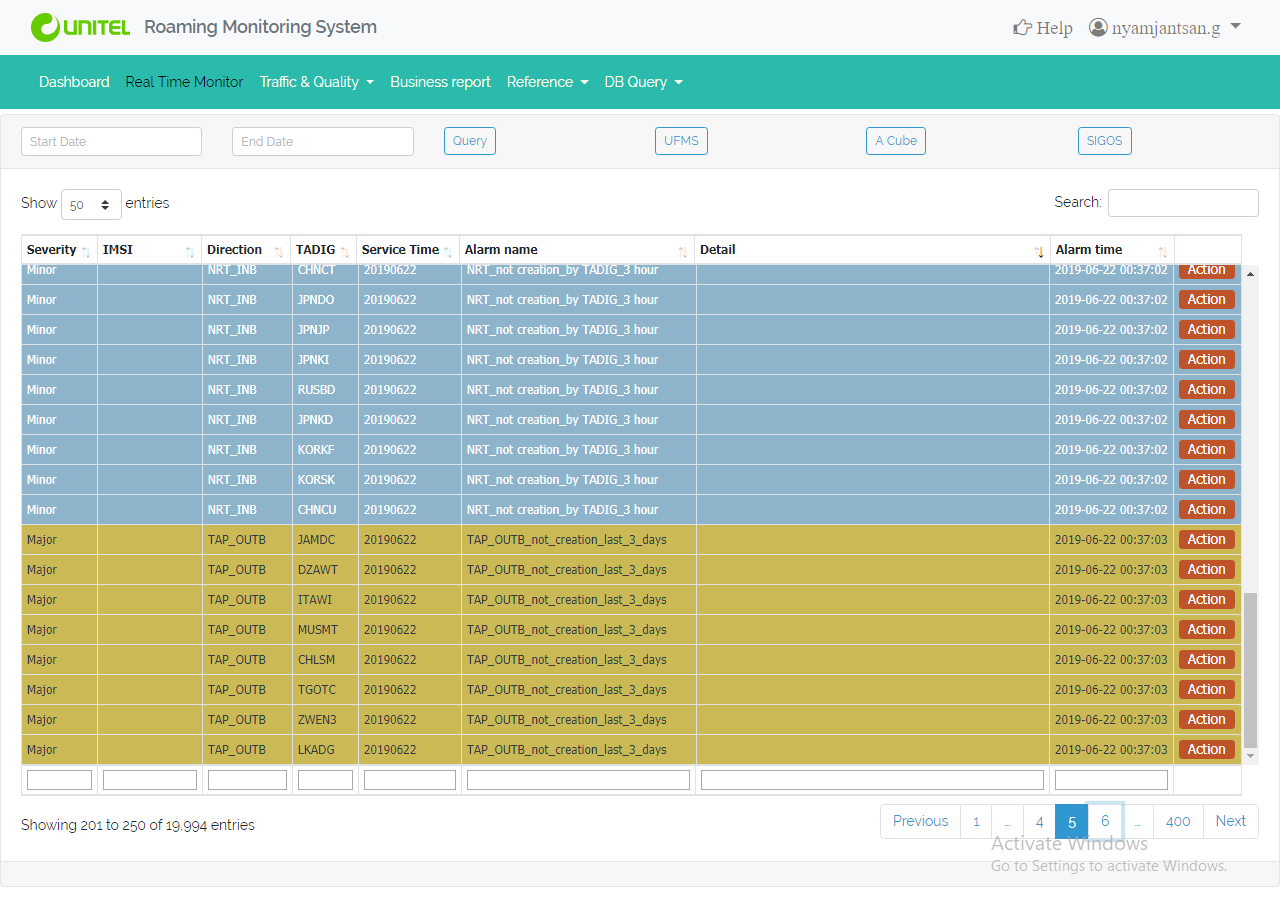 UNITEL Roaming Monitoring System Help nyamjantsan.g
Dashboard Real Time Monitor Traffic & Quality Business report Reference DB Query
Start Date End Date Query UFMS A Cube SIGOS
Show 50 entries Search:
Severity IMSI Direction TADIG Service Time Alarm name Detail Alarm time
Minor NRT_INB CHNCT 20190622 NRT_not creation_by TADIG_3 hour 2019-06-22 00:37:02 Action
Minor NRT_INB JPNDO 20190622 NRT_not creation_by TADIG_3 hour 2019-06-22 00:37:02 Action
Minor NRT_INB JPNJP 20190622 NRT_not creation_by TADIG_3 hour 2019-06-22 00:37:02 Action
Minor NRT_INB JPNKI 20190622 NRT_not creation_by TADIG_3 hour 2019-06-22 00:37:02 Action
Minor NRT_INB RUSBD 20190622 NRT_not creation_by TADIG_3 hour 2019-06-22 00:37:02 Action
Minor NRT_INB JPNKD 20190622 NRT_not creation_by TADIG_3 hour 2019-06-22 00:37:02 Action
Minor NRT_INB KORKF 20190622 NRT_not creation_by TADIG_3 hour 2019-06-22 00:37:02 Action
Minor NRT_INB KORSK 20190622 NRT_not creation_by TADIG_3 hour 2019-06-22 00:37:02 Action
Minor NRT_INB CHNCU 20190622 NRT_not creation_by TADIG_3 hour 2019-06-22 00:37:02 Action
Major TAP_OUTB JAMDC 20190622 TAP_OUTB_not_creation_last_3_days 2019-06-22 00:37:03 Action
Major TAP_OUTB DZAWT 20190622 TAP_OUTB_not_creation_last_3_days 2019-06-22 00:37:03 Action
Major TAP_OUTB ITAWI 20190622 TAP_OUTB_not_creation_last_3_days 2019-06-22 00:37:03 Action
Major TAP_OUTB MUSMT 20190622 TAP_OUTB_not_creation_last_3_days 2019-06-22 00:37:03 Action
Major TAP_OUTB CHLSM 20190622 TAP_OUTB_not_creation_last_3_days 2019-06-22 00:37:03 Action
Major TAP_OUTB TGOTC 20190622 TAP_OUTB_not_creation_last_3_days 2019-06-22 00:37:03 Action
Major TAP_OUTB ZWEN3 20190622 TAP_OUTB_not_creation_last_3_days 2019-06-22 00:37:03 Action
Major TAP_OUTB LKADG 20190622 TAP_OUTB_not_creation_last_3_days 2019-06-22 00:37:03 Action
Showing 201 to 250 of 19,994 entries Previous 1 … 4 5 6 … 400 Next
Activate Windows
Go to Settings to activate Windows.